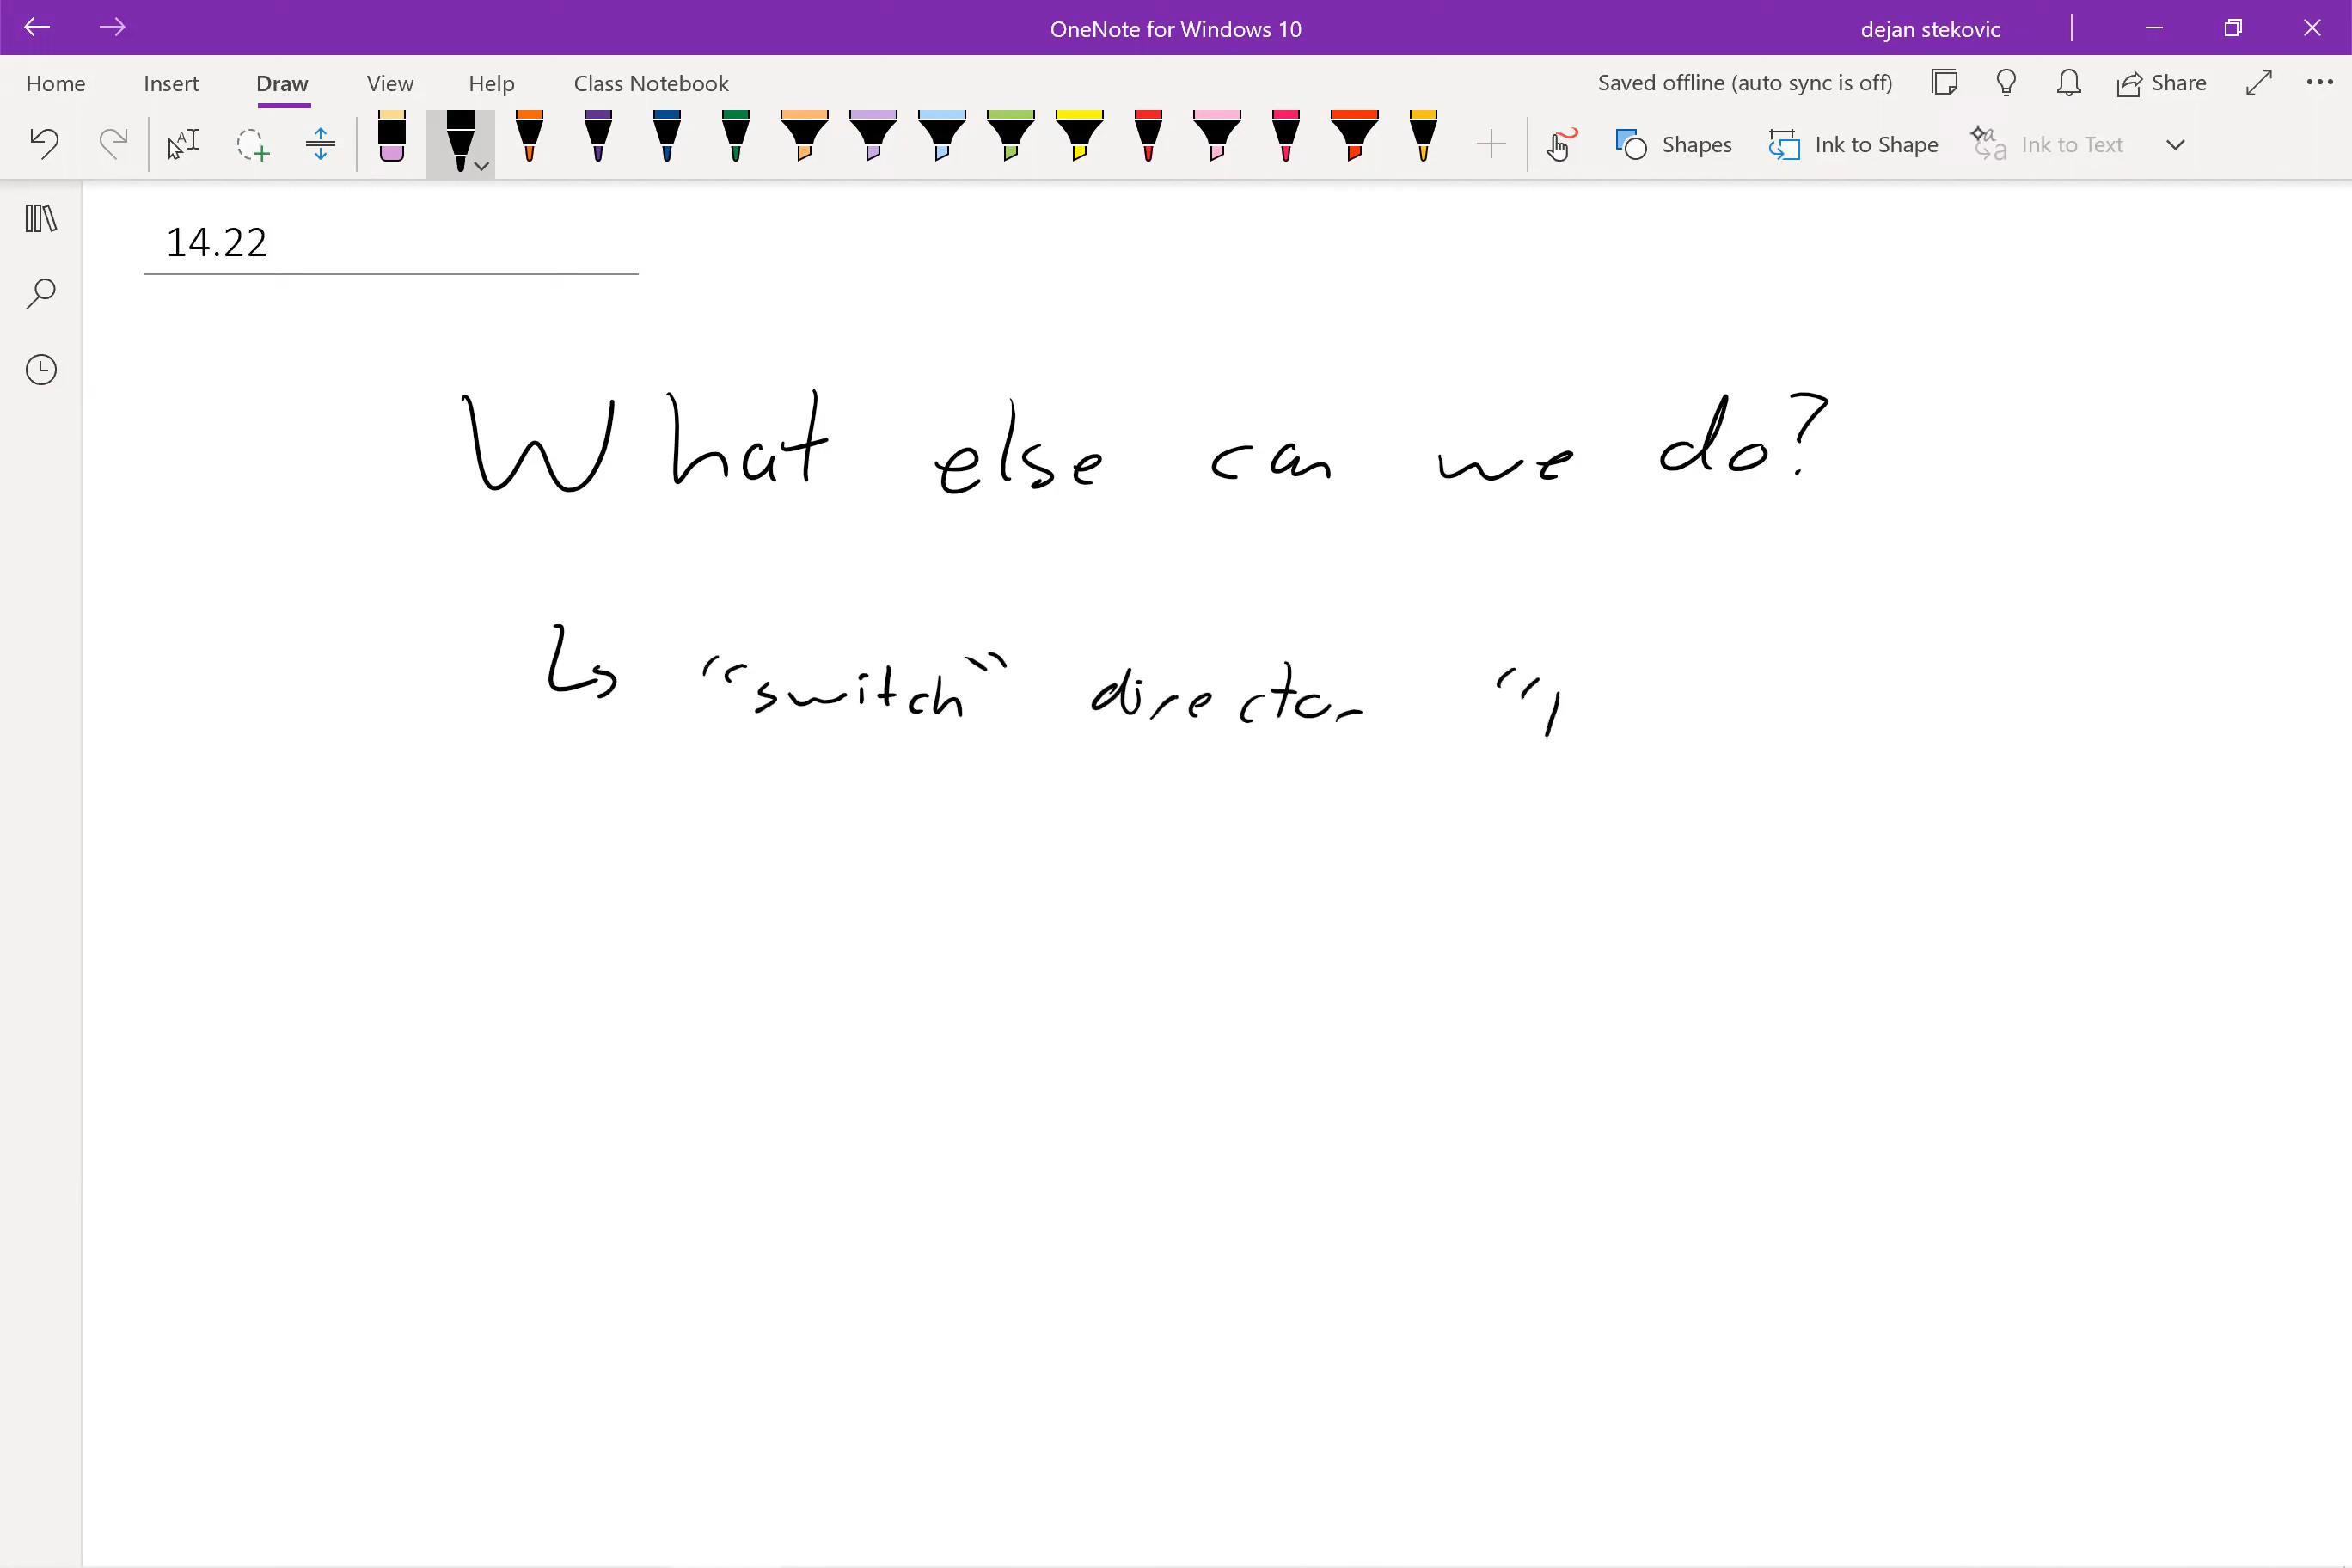 OneNote for Windows 10
dejan stekovic
Home Insert Draw View Help Class Notebook
Saved offline (auto sync is off) Share
Shapes Ink to Shape Ink to Text
14.22
What else can we do?
"switch" director "